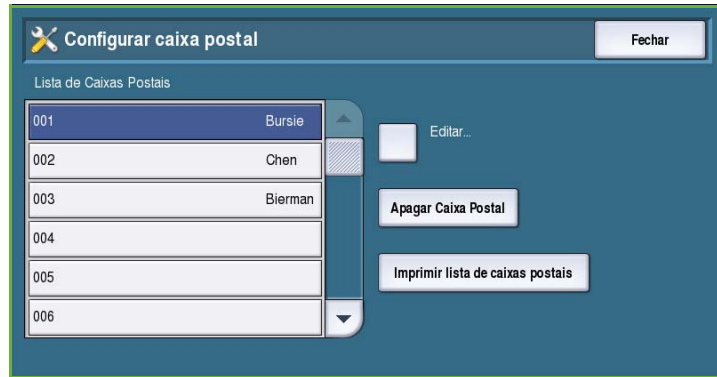 Configurar caixa postal
Fechar
Lista de Caixas Postais
001 Bursie
002 Chen
003 Bierman
004
005
006
Editar...
Apagar Caixa Postal
Imprimir lista de caixas postais